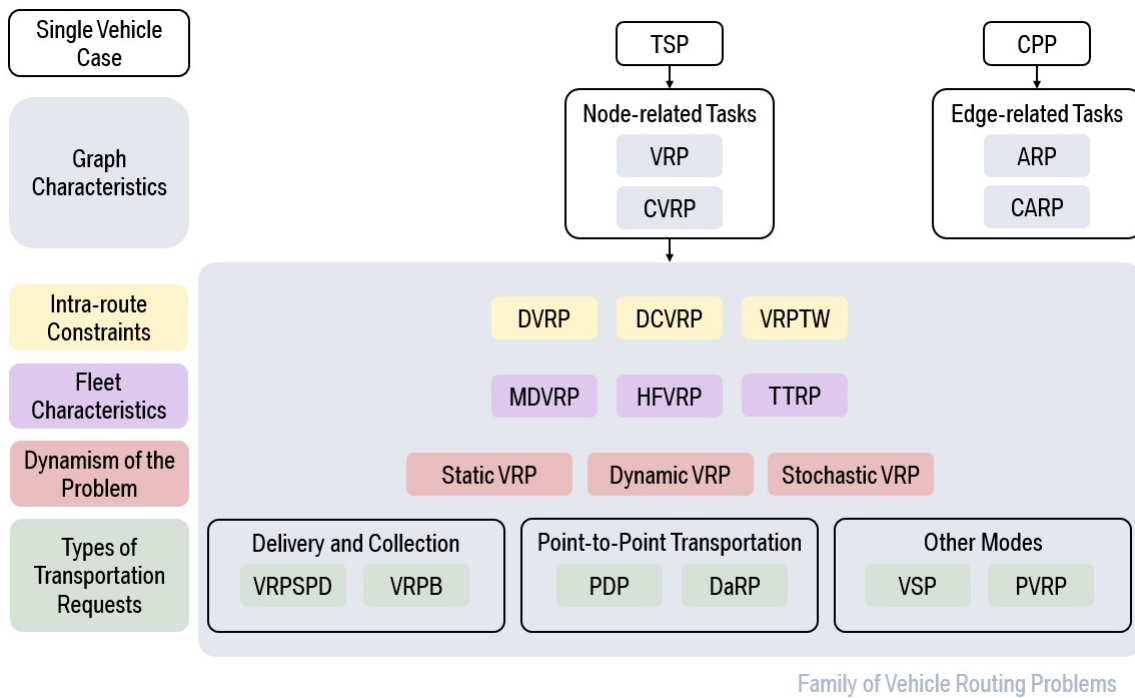 Single Vehicle
Case
TSP
CPP
Graph
Characteristics
Node-related Tasks
VRP
CVRP
Edge-related Tasks
ARP
CARP
Intra-route
Constraints
DVRP
DCVRP
VRPTW
Fleet
Characteristics
MDVRP
HFVRP
TTRP
Dynamism of the
Problem
Static VRP
Dynamic VRP
Stochastic VRP
Types of
Transportation
Requests
Delivery and Collection
VRPSPD
VRPB
Point-to-Point Transportation
PDP
DaRP
Other Modes
VSP
PVRP
Family of Vehicle Routing Problems